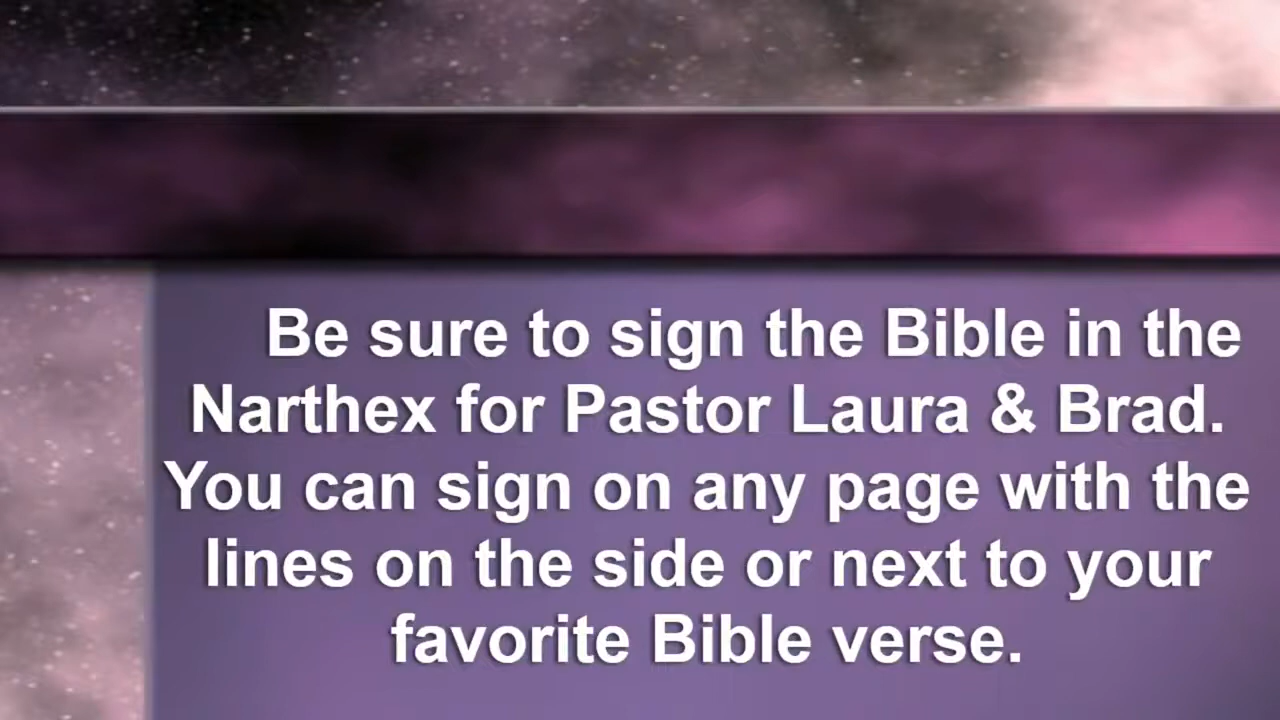 Be sure to sign the Bible in the
Narthex for Pastor Laura & Brad.
You can sign on any page with the
lines on the side or next to your
favorite Bible verse.